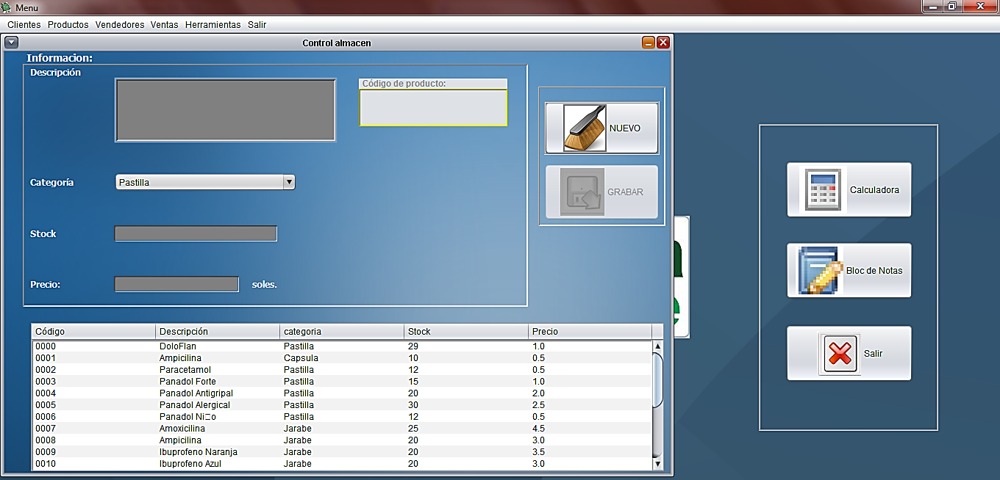 Menu
Clientes Productos Vendedores Ventas Herramientas Salir
Control almacen
Informacion:
Descripción
Código de producto:
NUEVO
GRABAR
Categoría
Pastilla
Stock
Precio:
soles.
Calculadora
Bloc de Notas
Salir
Código Descripción categoria Stock Precio
0000 DoloFlan Pastilla 29 1.0
0001 Ampicilina Capsula 10 0.5
0002 Paracetamol Pastilla 12 0.5
0003 Panadol Forte Pastilla 15 1.0
0004 Panadol Antigripal Pastilla 20 2.0
0005 Panadol Alergical Pastilla 30 2.5
0006 Panadol Ni□o Pastilla 12 0.5
0007 Amoxicilina Jarabe 25 4.5
0008 Ampicilina Jarabe 20 3.0
0009 Ibuprofeno Naranja Jarabe 20 3.5
0010 Ibuprofeno Azul Jarabe 20 3.0